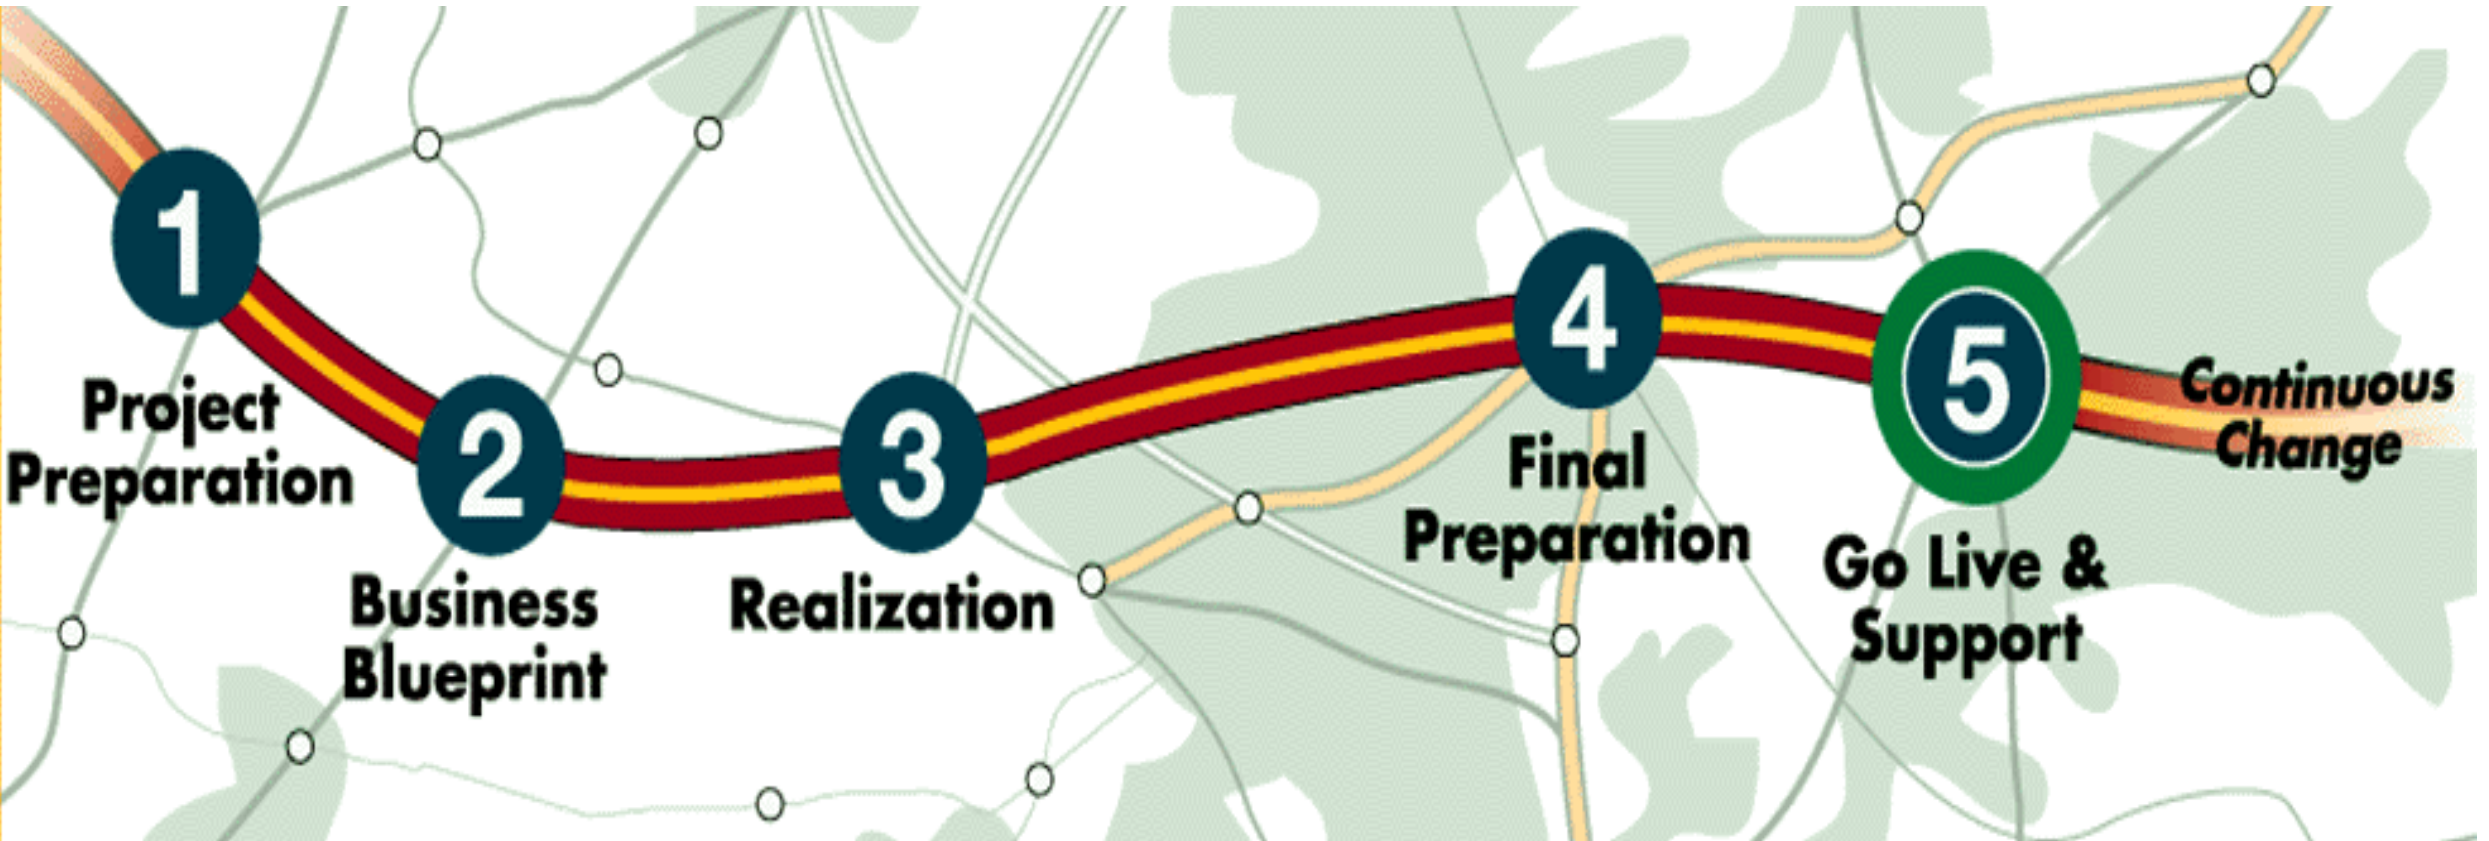 1
Project
Preparation
2
Business
Blueprint
3
Realization
4
Final
Preparation
5
Go Live &
Support
Continuous
Change